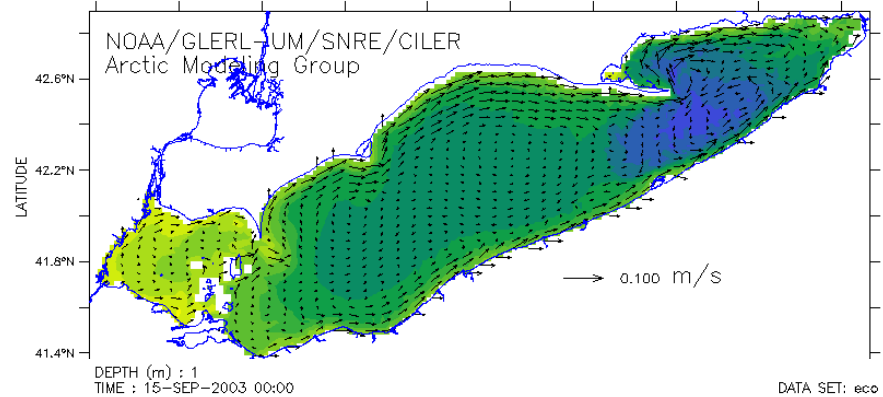 NOAA/GLERL-UM/SNRE/CILER
Arctic Modeling Group
42.6°N
42.2°N
LATITUDE
41.8°N
0.100 m/s
41.4°N
DEPTH (m) : 1
TIME : 15-SEP-2003 00:00
DATA SET: eco